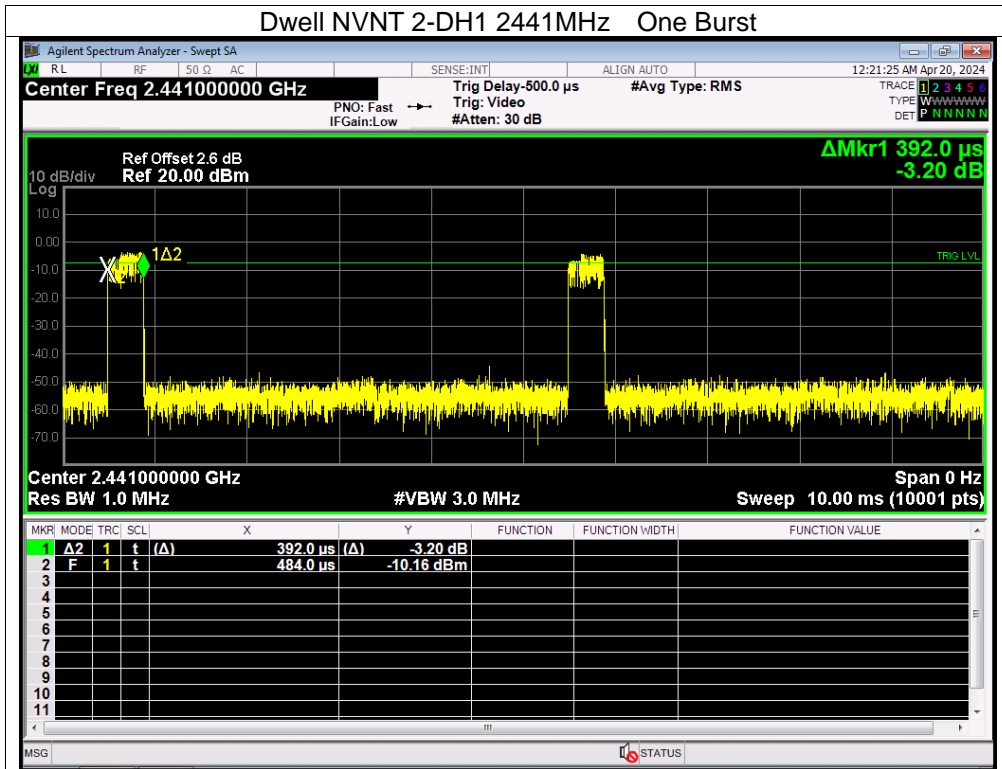 Dwell NVNT 2-DH1 2441MHz One Burst
Agilent Spectrum Analyzer - Swept SA
LXI RL RF 50 Ω AC SENSE:INT ALIGN AUTO 12:21:25 AM Apr 20, 2024
Center Freq 2.441000000 GHz
PNO: Fast
IFGain:Low
Trig Delay-500.0 µs
Trig: Video
#Atten: 30 dB
#Avg Type: RMS
TRACE 1 2 3 4 5 6
TYPE WWWWWW
DET P NNNNN
ΔMkr1 392.0 µs
-3.20 dB
Ref Offset 2.6 dB
10 dB/div Ref 20.00 dBm
Log
10.0
0.00
-10.0
-20.0
-30.0
-40.0
-50.0
-60.0
-70.0
1Δ2
TRIG LVL
Center 2.441000000 GHz Span 0 Hz
Res BW 1.0 MHz #VBW 3.0 MHz Sweep 10.00 ms (10001 pts)
MKR MODE TRC SCL X Y FUNCTION FUNCTION WIDTH FUNCTION VALUE
1 Δ2 1 t (Δ) 392.0 µs (Δ) -3.20 dB
2 F 1 t 484.0 µs -10.16 dBm
3
4
5
6
7
8
9
10
11
MSG STATUS